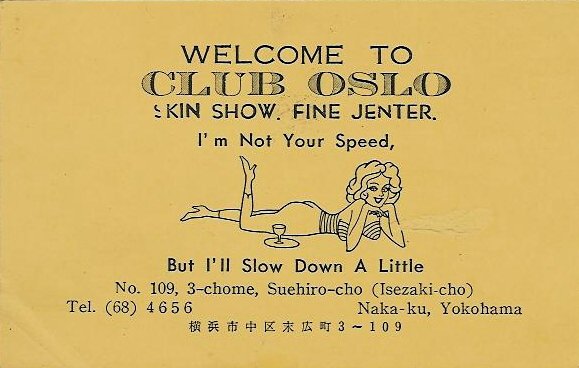 WELCOME TO
CLUB OSLO
SKIN SHOW. FINE JENTER.
I'm Not Your Speed,
But I'll Slow Down A Little
No. 109, 3-chome, Suehiro-cho (Isezaki-cho)
Tel. (68) 4656 Naka-ku, Yokohama
横浜市中区末広町3~109